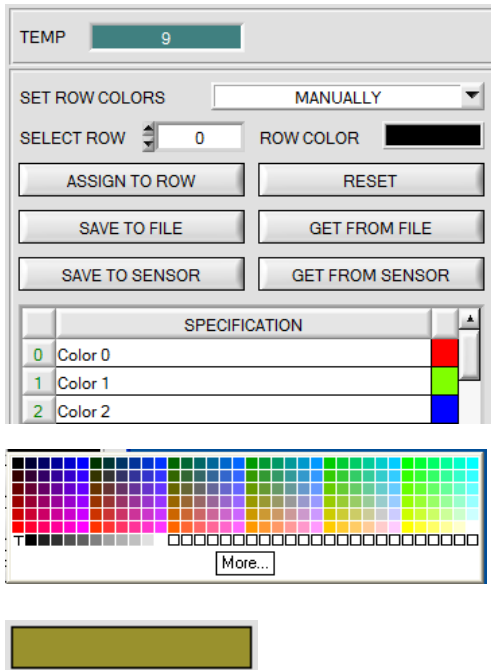 TEMP 9
SET ROW COLORS MANUALLY
SELECT ROW 0 ROW COLOR
ASSIGN TO ROW RESET
SAVE TO FILE GET FROM FILE
SAVE TO SENSOR GET FROM SENSOR
SPECIFICATION
0 Color 0
1 Color 1
2 Color 2
T
More...